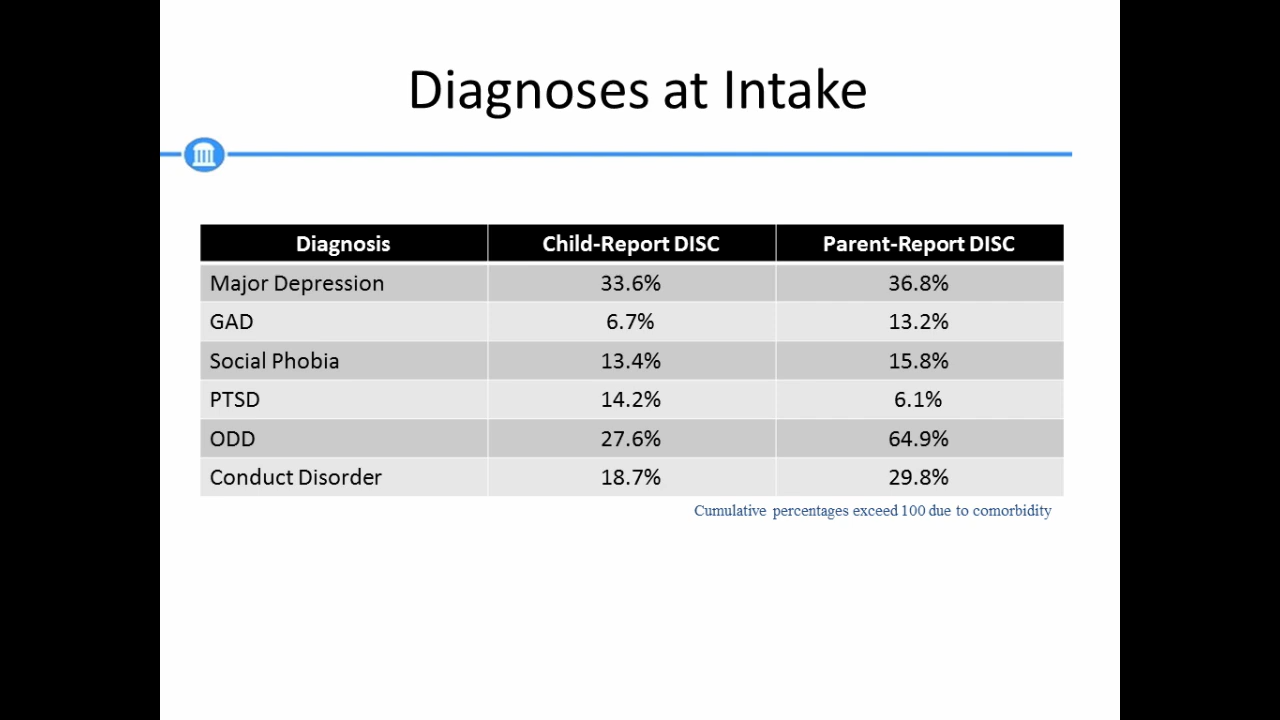 Diagnoses at Intake
Diagnosis Child-Report DISC Parent-Report DISC
Major Depression 33.6% 36.8%
GAD 6.7% 13.2%
Social Phobia 13.4% 15.8%
PTSD 14.2% 6.1%
ODD 27.6% 64.9%
Conduct Disorder 18.7% 29.8%
Cumulative percentages exceed 100 due to comorbidity